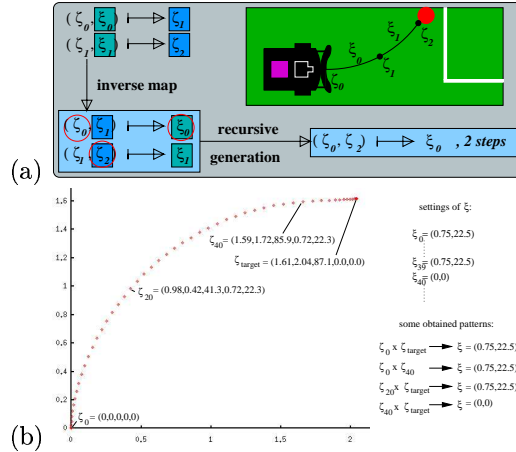 (ζ₀, ξ₀) ↦ ζ₁
(ζ₁, ξ₁) ↦ ζ₂
inverse map
(ζ₀, ζ₁) ↦ ξ₀
(ζ₁, ζ₂) ↦ ξ₁
recursive
generation
(ζ₀, ζ₂) ↦ ξ₀ , 2 steps
ζ₀
ξ₀
ζ₁
ξ₁
ζ₂
(a)
1.6
1.4
1.2
1
0.8
0.6
0.4
0.2
0
0
0.5
1
1.5
2
ζ₄₀ = (1.59,1.72,85.9,0.72,22.3)
ζtarget = (1.61,2.04,87.1,0.0,0.0)
ζ₂₀ = (0.98,0.42,41.3,0.72,22.3)
ζ₀ = (0,0,0,0,0)
settings of ξ:
ξ₀ = (0.75,22.5)
ξ₃₉ = (0.75,22.5)
ξ₄₀ = (0,0)
some obtained patterns:
ζ₀ x ζtarget → ξ = (0.75,22.5)
ζ₀ x ζ₄₀ → ξ = (0.75,22.5)
ζ₂₀ x ζtarget → ξ = (0.75,22.5)
ζ₄₀ x ζtarget → ξ = (0,0)
(b)